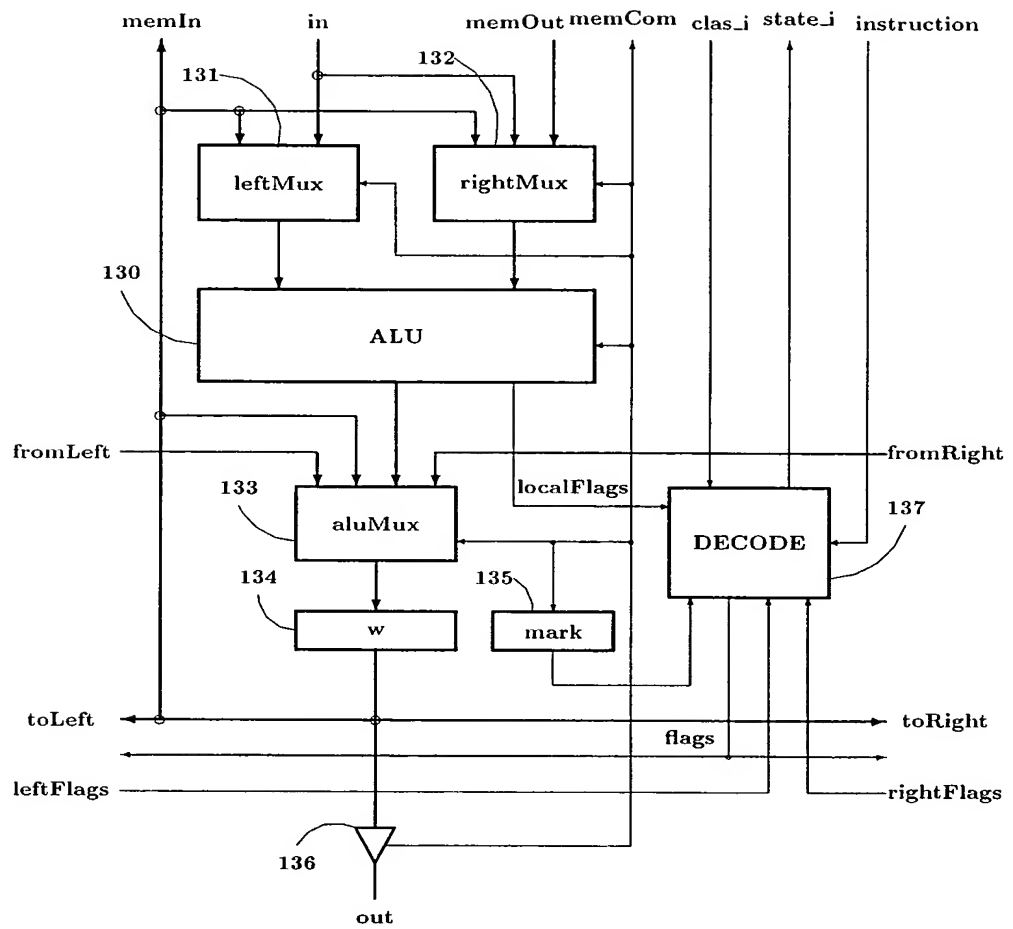 memIn in memOut memCom clas_i state_i instruction
131 132
leftMux rightMux
130
ALU
fromLeft fromRight
133 localFlags
aluMux DECODE 137
134 135
w mark
toLeft toRight
flags
leftFlags rightFlags
136
out